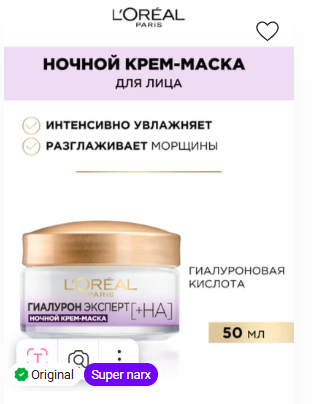 L'ORÉAL
PARIS
НОЧНОЙ КРЕМ-МАСКА
ДЛЯ ЛИЦА
ИНТЕНСИВНО УВЛАЖНЯЕТ
РАЗГЛАЖИВАЕТ МОРЩИНЫ
L'ORÉAL
PARIS
ГИАЛУРОН ЭКСПЕРТ [+HA]
НОЧНОЙ КРЕМ-МАСКА
ГИАЛУРОНОВАЯ
КИСЛОТА
50 МЛ
T
Original
Super narx